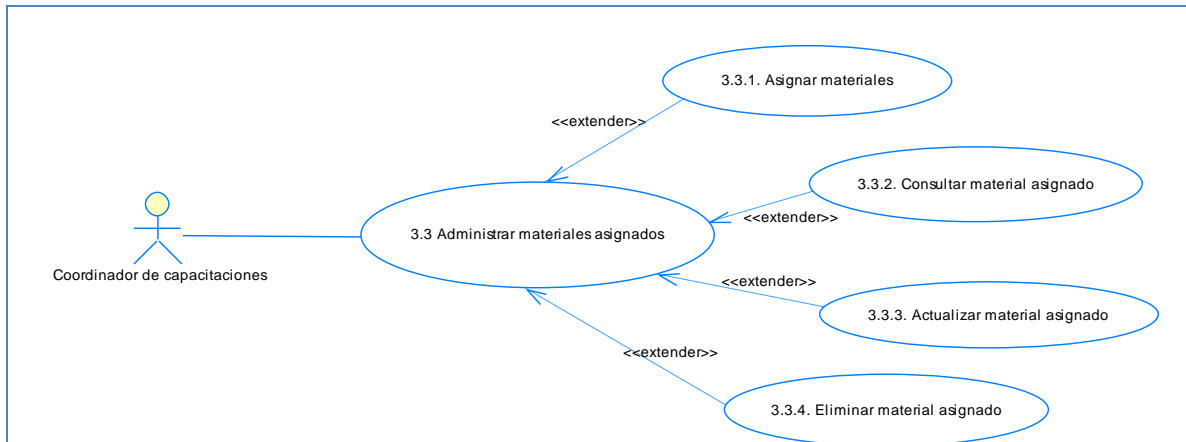 3.3.1. Asignar materiales
<<extender>>
3.3.2. Consultar material asignado
<<extender>>
3.3 Administrar materiales asignados
Coordinador de capacitaciones
<<extender>>
3.3.3. Actualizar material asignado
<<extender>>
3.3.4. Eliminar material asignado